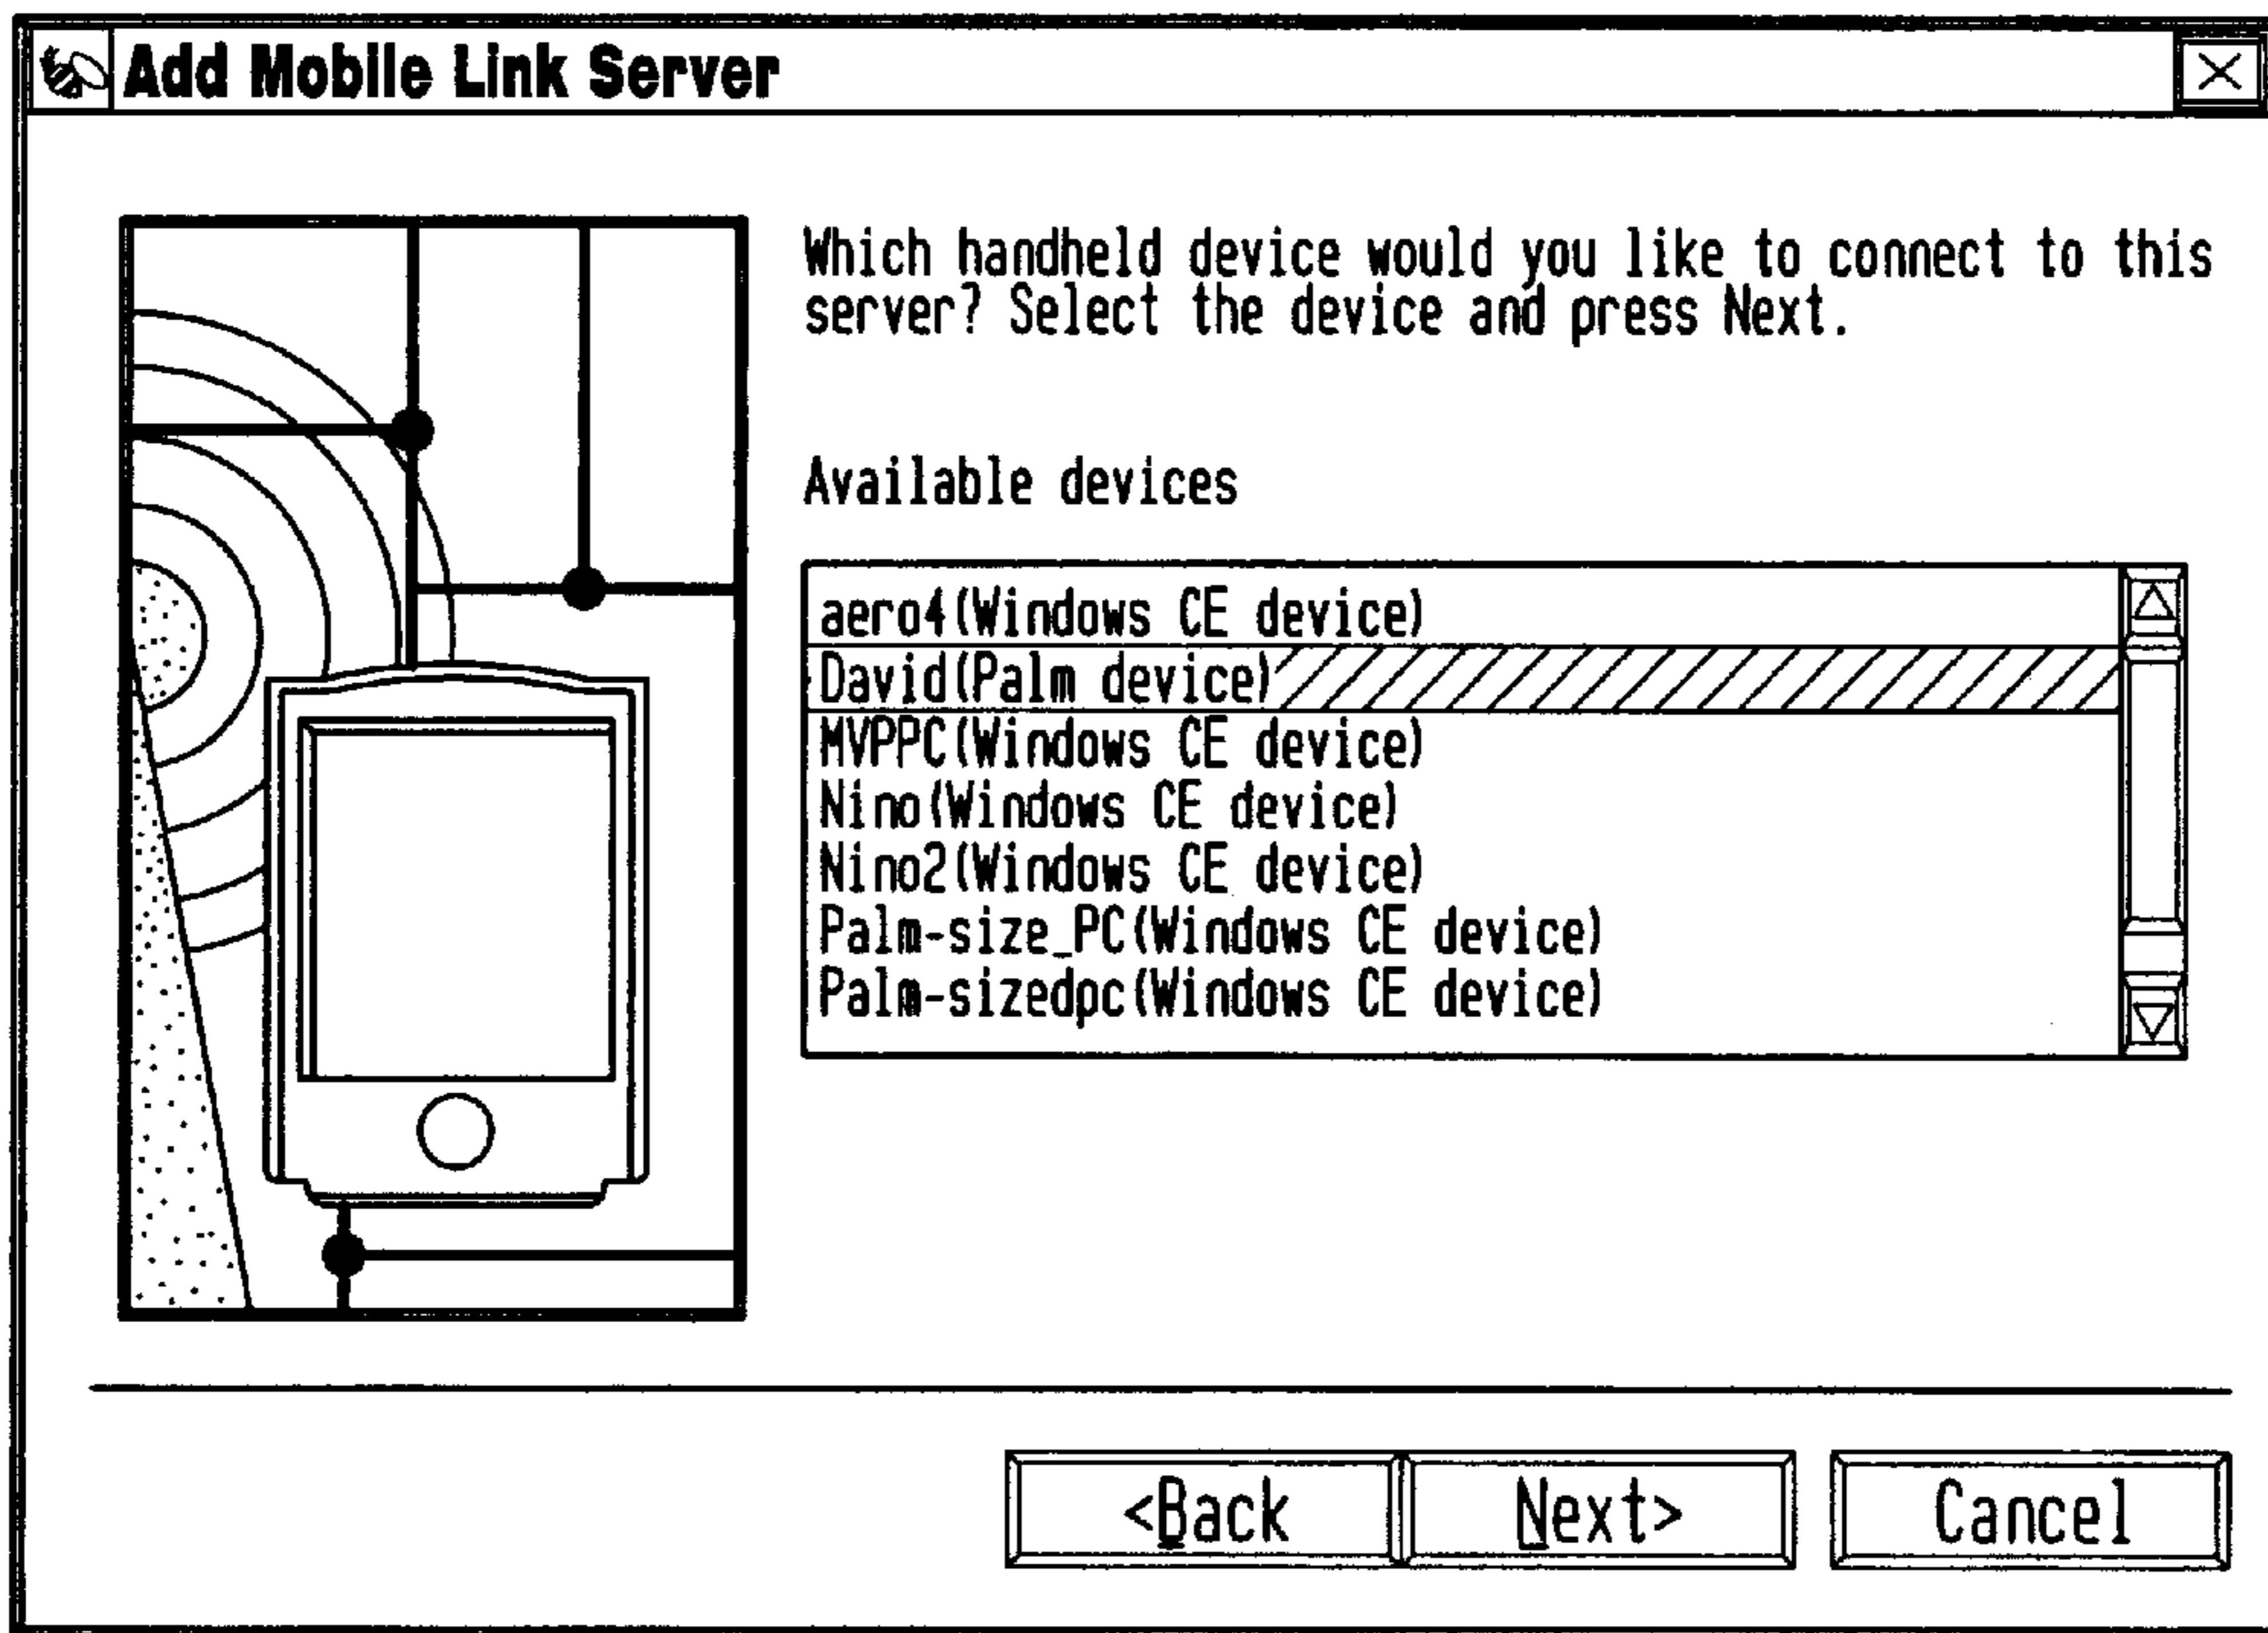 Add Mobile Link Server
Which handheld device would you like to connect to this
server? Select the device and press Next.
Available devices
aero4(Windows CE device)
David(Palm device)
MVPPC(Windows CE device)
Nino(Windows CE device)
Nino2(Windows CE device)
Palm-size_PC(Windows CE device)
Palm-sizedpc(Windows CE device)
<Back
Next>
Cancel